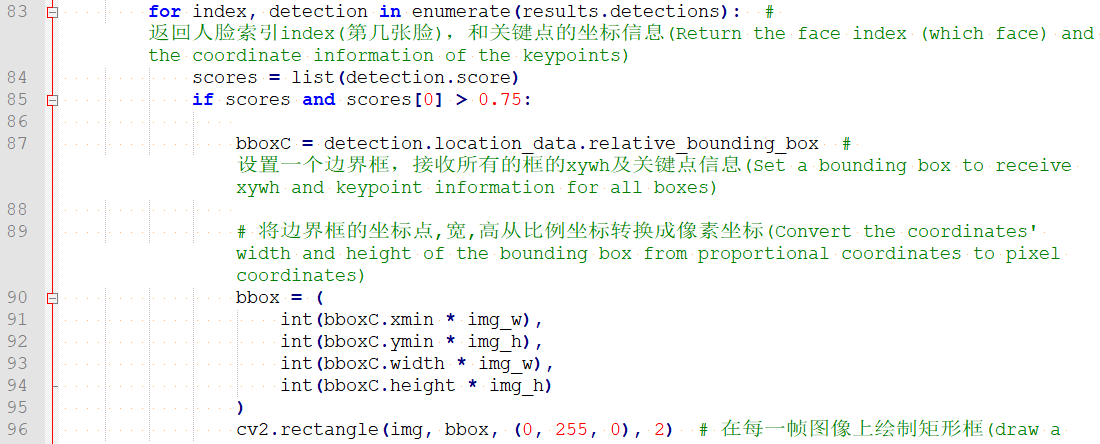 83 for index, detection in enumerate(results.detections): #
返回人脸索引index(第几张脸),和关键点的坐标信息(Return the face index (which face) and
the coordinate information of the keypoints)
84 scores = list(detection.score)
85 if scores and scores[0] > 0.75:
86
87 bboxC = detection.location_data.relative_bounding_box #
设置一个边界框,接收所有的框的xywh及关键点信息(Set a bounding box to receive
xywh and keypoint information for all boxes)
88
89 # 将边界框的坐标点,宽,高从比例坐标转换成像素坐标(Convert the coordinates'
width and height of the bounding box from proportional coordinates to pixel
coordinates)
90 bbox = (
91 int(bboxC.xmin * img_w),
92 int(bboxC.ymin * img_h),
93 int(bboxC.width * img_w),
94 int(bboxC.height * img_h)
95 )
96 cv2.rectangle(img, bbox, (0, 255, 0), 2) # 在每一帧图像上绘制矩形框(draw a